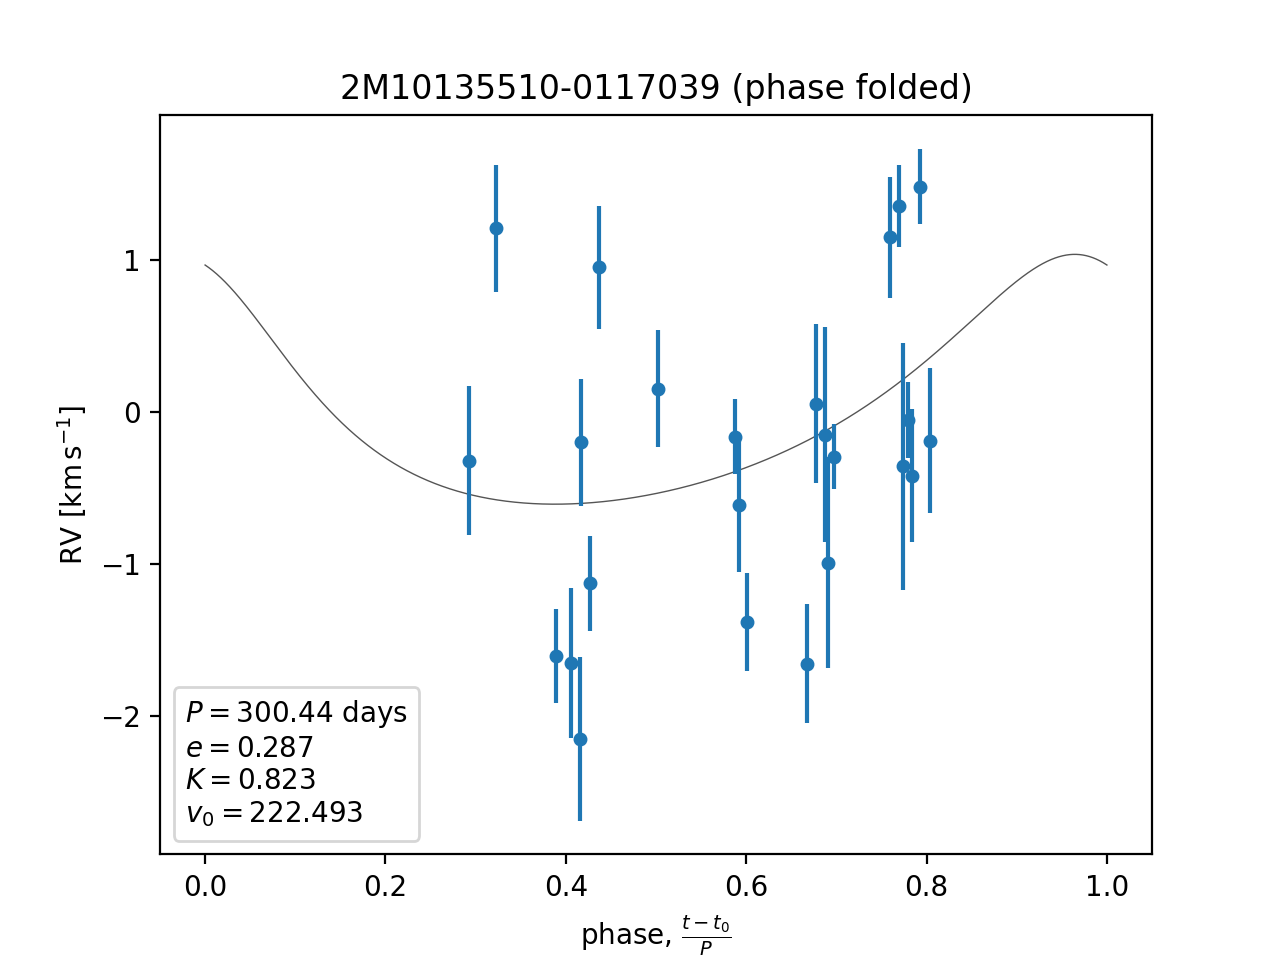 2M10135510-0117039 (phase folded)
RV [km s⁻¹]
1
0
−1
−2
P = 300.44 days
e = 0.287
K = 0.823
v₀ = 222.493
0.0 0.2 0.4 0.6 0.8 1.0
phase, (t − t₀)/P